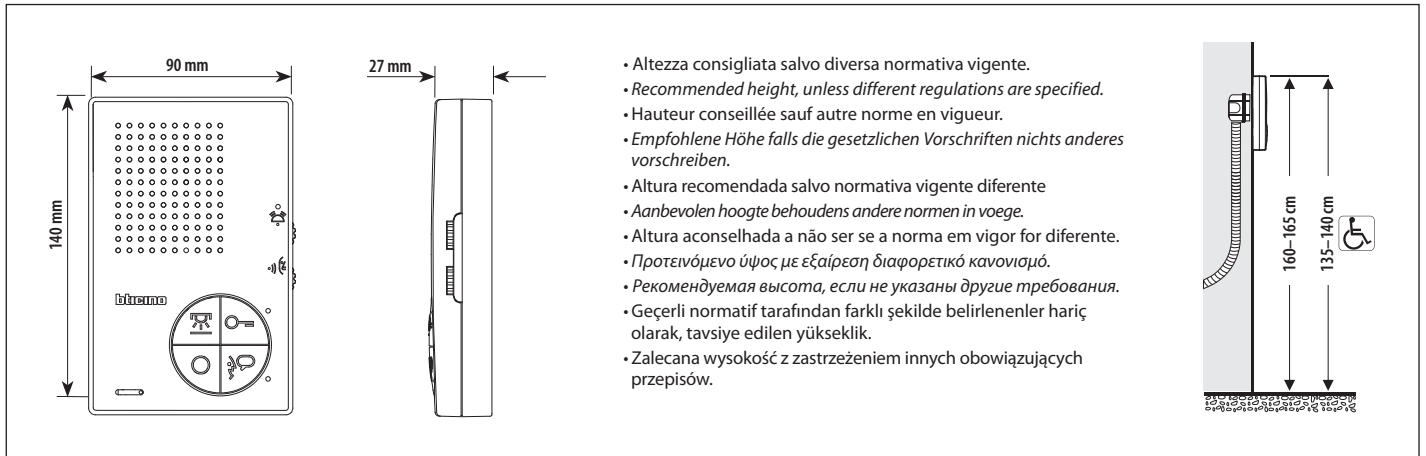 90 mm
27 mm
140 mm
bticino
• Altezza consigliata salvo diversa normativa vigente.
• Recommended height, unless different regulations are specified.
• Hauteur conseillée sauf autre norme en vigueur.
• Empfohlene Höhe falls die gesetzlichen Vorschriften nichts anderes
vorschreiben.
• Altura recomendada salvo normativa vigente diferente
• Aanbevolen hoogte behoudens andere normen in voege.
• Altura aconselhada a não ser se a norma em vigor for diferente.
• Προτεινόμενο ύψος με εξαίρεση διαφορετικό κανονισμό.
• Рекомендуемая высота, если не указаны другие требования.
• Geçerli normatif tarafından farklı şekilde belirlenenler hariç
olarak, tavsiye edilen yükseklik.
• Zalecana wysokość z zastrzeżeniem innych obowiązujących
przepisów.
160–165 cm
135–140 cm